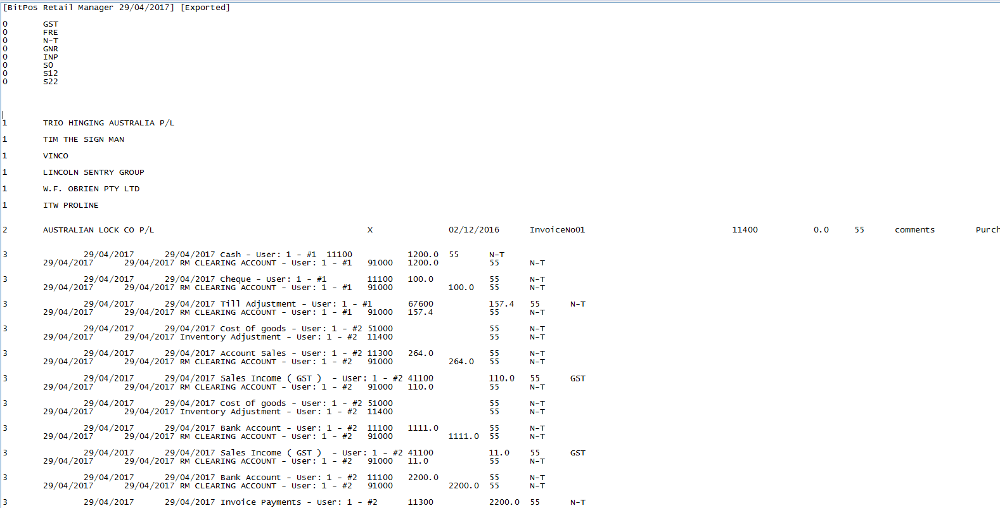 [BitPos Retail Manager 29/04/2017] [Exported]
0 GST
0 FRE
0 N-T
0 GNR
0 INP
0 S0
0 S12
0 S22
1 TRIO HINGING AUSTRALIA P/L
1 TIM THE SIGN MAN
1 VINCO
1 LINCOLN SENTRY GROUP
1 W.F. OBRIEN PTY LTD
1 ITW PROLINE
2 AUSTRALIAN LOCK CO P/L X 02/12/2016 InvoiceNo01 11400 0.0 55 comments Purch
3 29/04/2017 29/04/2017 Cash - User: 1 - #1 11100 1200.0 55 N-T
29/04/2017 29/04/2017 RM CLEARING ACCOUNT - User: 1 - #1 91000 1200.0 55 N-T
3 29/04/2017 29/04/2017 Cheque - User: 1 - #1 11100 100.0 55 N-T
29/04/2017 29/04/2017 RM CLEARING ACCOUNT - User: 1 - #1 91000 100.0 55 N-T
3 29/04/2017 29/04/2017 Till Adjustment - User: 1 - #1 67600 157.4 55 N-T
29/04/2017 29/04/2017 RM CLEARING ACCOUNT - User: 1 - #1 91000 157.4 55 N-T
3 29/04/2017 29/04/2017 Cost Of goods - User: 1 - #2 51000 55 N-T
29/04/2017 29/04/2017 Inventory Adjustment - User: 1 - #2 11400 55 N-T
3 29/04/2017 29/04/2017 Account Sales - User: 1 - #2 11300 264.0 55 N-T
29/04/2017 29/04/2017 RM CLEARING ACCOUNT - User: 1 - #2 91000 264.0 55 N-T
3 29/04/2017 29/04/2017 Sales Income ( GST ) - User: 1 - #2 41100 110.0 55 GST
29/04/2017 29/04/2017 RM CLEARING ACCOUNT - User: 1 - #2 91000 110.0 55 N-T
3 29/04/2017 29/04/2017 Cost Of goods - User: 1 - #2 51000 55 N-T
29/04/2017 29/04/2017 Inventory Adjustment - User: 1 - #2 11400 55 N-T
3 29/04/2017 29/04/2017 Bank Account - User: 1 - #2 11100 1111.0 55 N-T
29/04/2017 29/04/2017 RM CLEARING ACCOUNT - User: 1 - #2 91000 1111.0 55 N-T
3 29/04/2017 29/04/2017 Sales Income ( GST ) - User: 1 - #2 41100 11.0 55 GST
29/04/2017 29/04/2017 RM CLEARING ACCOUNT - User: 1 - #2 91000 11.0 55 N-T
3 29/04/2017 29/04/2017 Bank Account - User: 1 - #2 11100 2200.0 55 N-T
29/04/2017 29/04/2017 RM CLEARING ACCOUNT - User: 1 - #2 91000 2200.0 55 N-T
3 29/04/2017 29/04/2017 Invoice Payments - User: 1 - #2 11300 2200.0 55 N-T